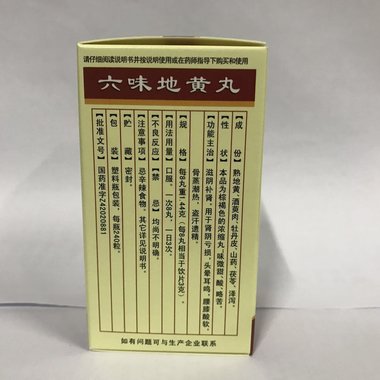 请仔细阅读说明书并按说明使用或在药师指导下购买和使用
六味地黄丸
【成份】熟地黄、酒萸肉、牡丹皮、山药、茯苓、泽泻。
【性状】本品为棕褐色的浓缩丸；味微甜、酸、略苦。
【功能主治】滋阴补肾。用于肾阴亏损，头晕耳鸣，腰膝酸软，
骨蒸潮热，盗汗遗精。
【规格】每8丸重1.44克（每8丸相当于饮片3克）。
【用法用量】口服。一次8丸，一日3次。
【不良反应】【禁忌】均尚不明确。
【注意事项】忌辛辣食物，其它详见说明书。
【贮藏】密封。
【包装】塑料瓶包装，每瓶240粒。
【批准文号】国药准字Z42020881
如有问题可与生产企业联系